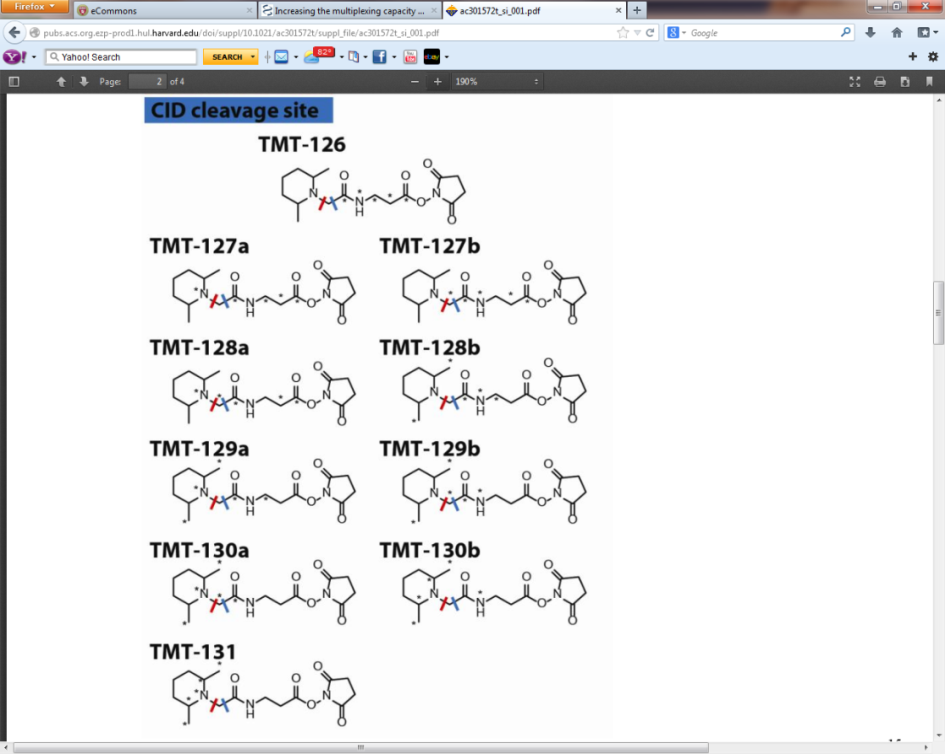 Firefox
eCommons
Increasing the multiplexing capacity ...
ac301572t_si_001.pdf
pubs.acs.org.ezp-prod1.hul.harvard.edu/doi/suppl/10.1021/ac301572t/suppl_file/ac301572t_si_001.pdf
Google
Yahoo! Search
SEARCH
82°
Page: 2 of 4
190%
CID cleavage site
TMT-126
O O O
N N H O N
O
TMT-127a TMT-127b
O O O O O O
N N H O N N N H O N
O O
TMT-128a TMT-128b
O O O O O O
N N H O N N N H O N
O O
TMT-129a TMT-129b
O O O O O O
N N H O N N N H O N
O O
TMT-130a TMT-130b
O O O O O O
N N H O N N N H O N
O O
TMT-131
O O O
N N H O N
O